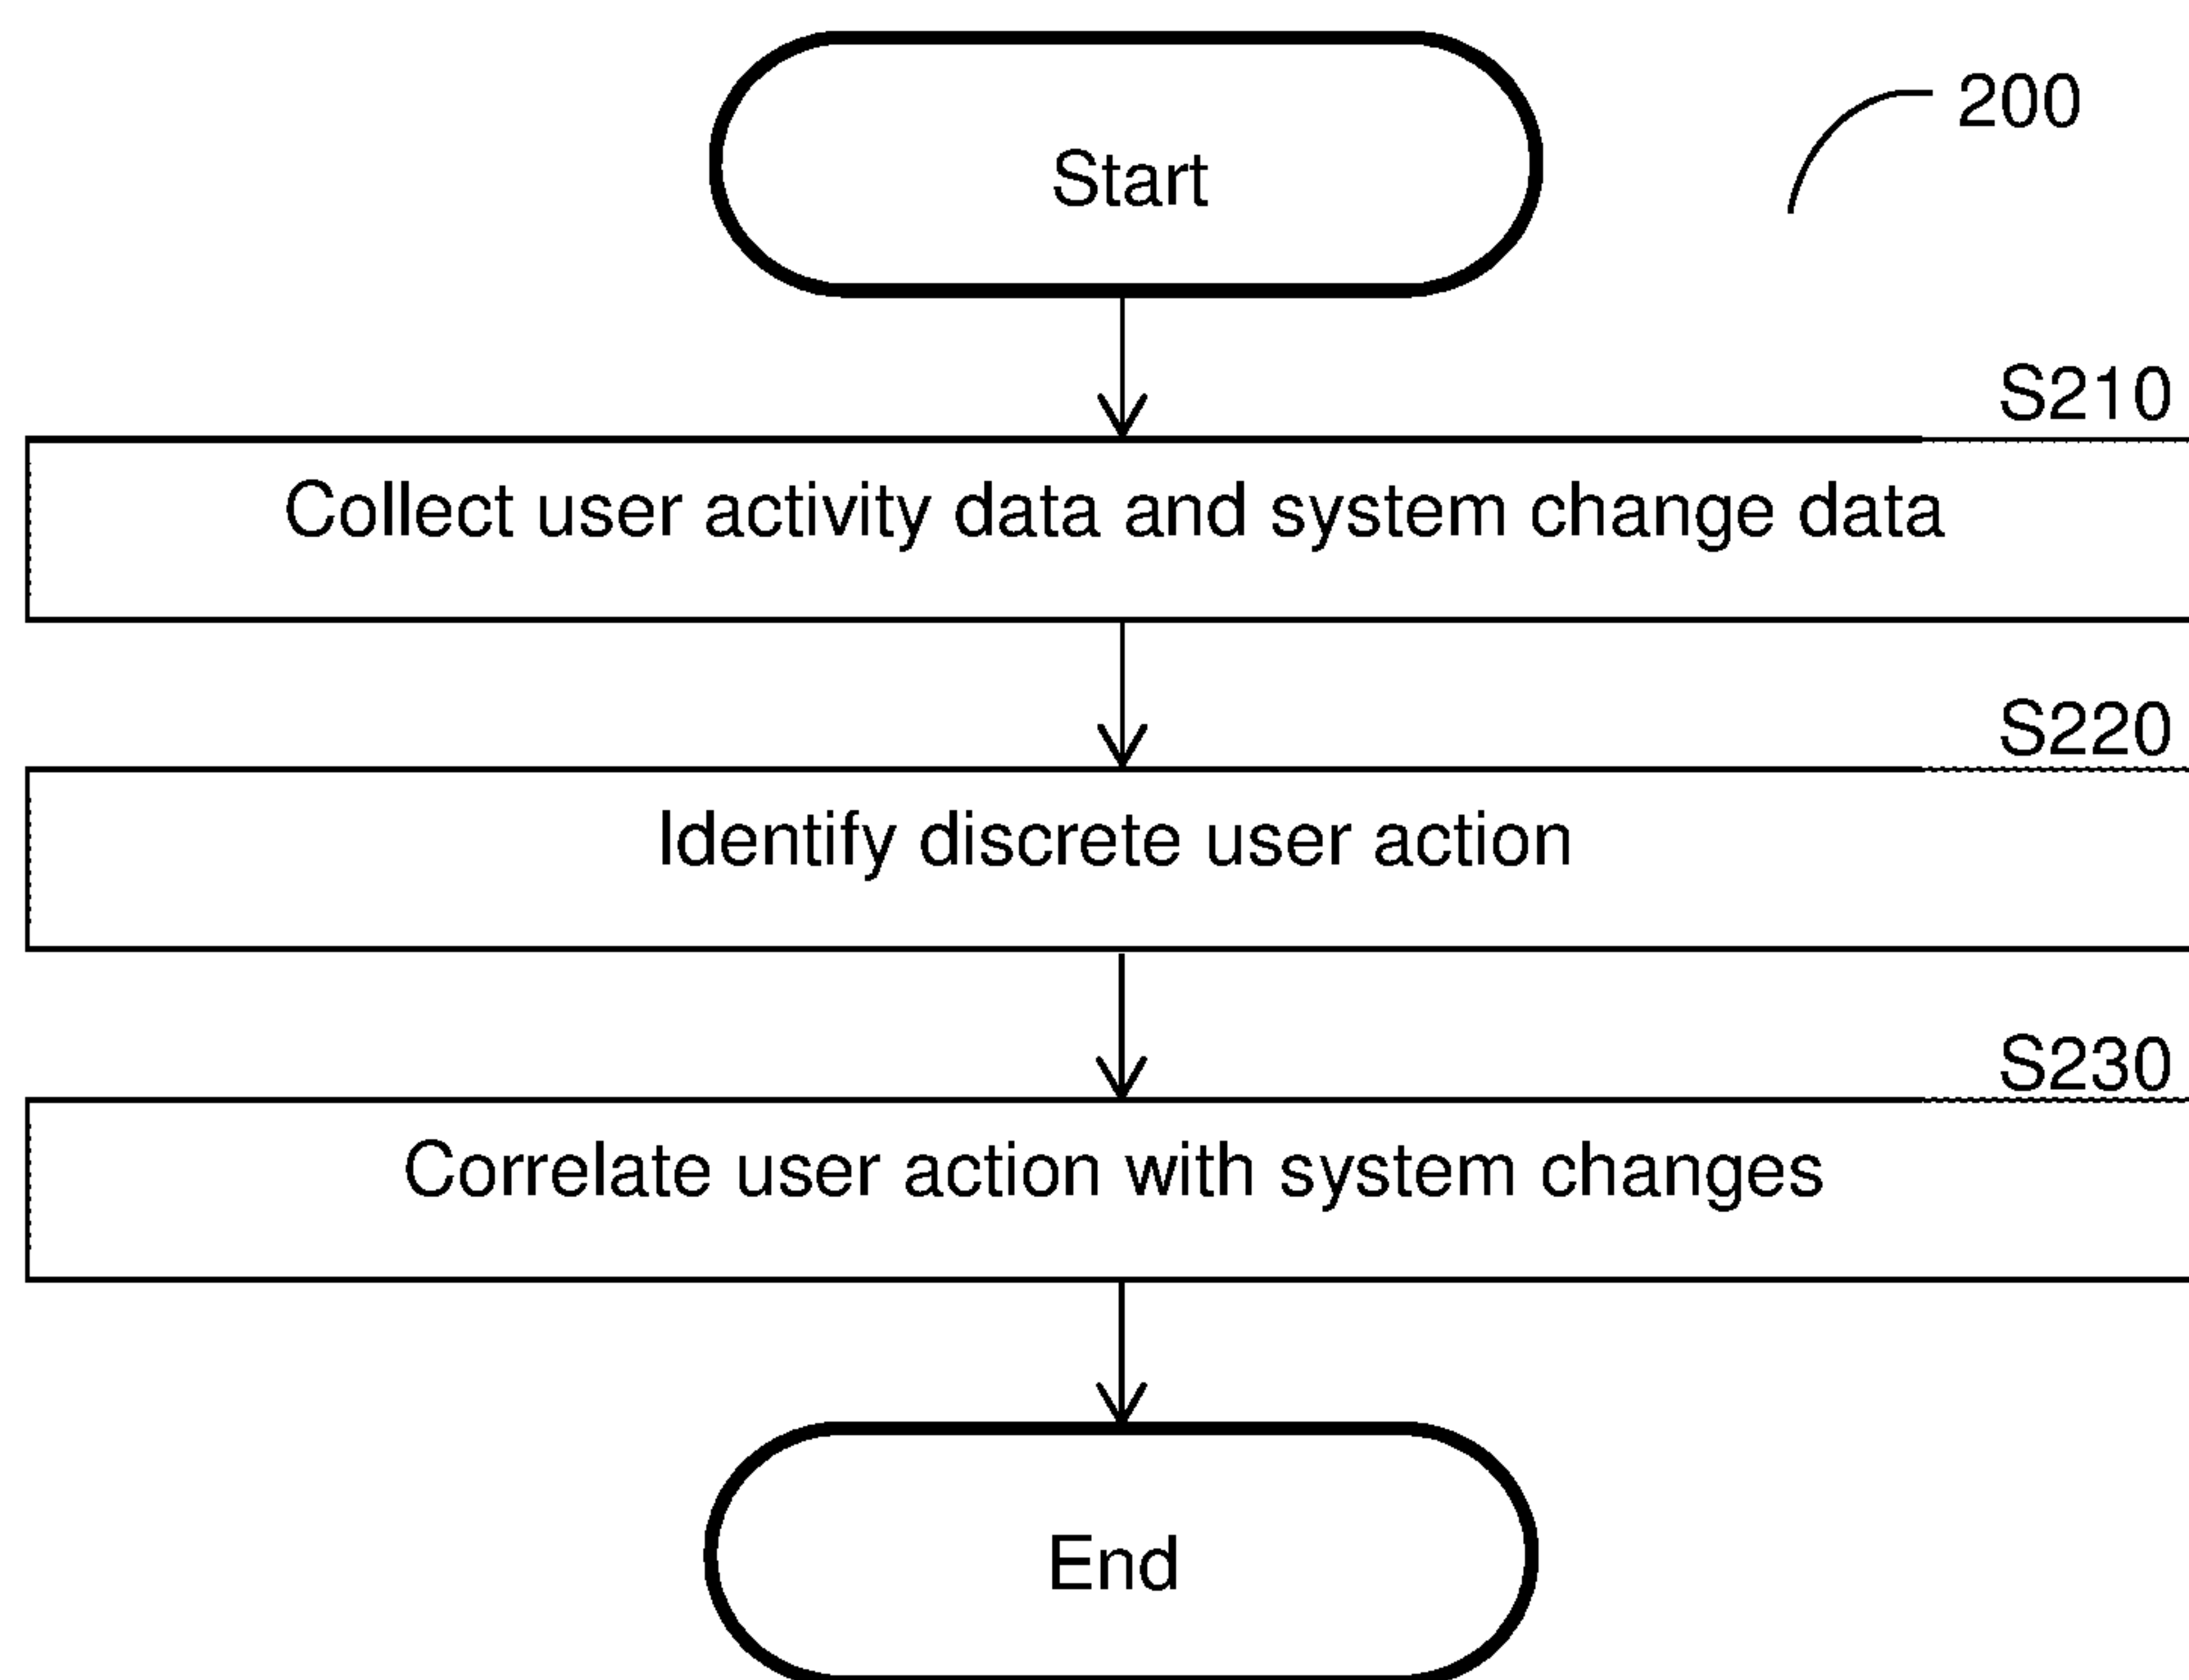 Start
200
S210
Collect user activity data and system change data
S220
Identify discrete user action
S230
Correlate user action with system changes
End